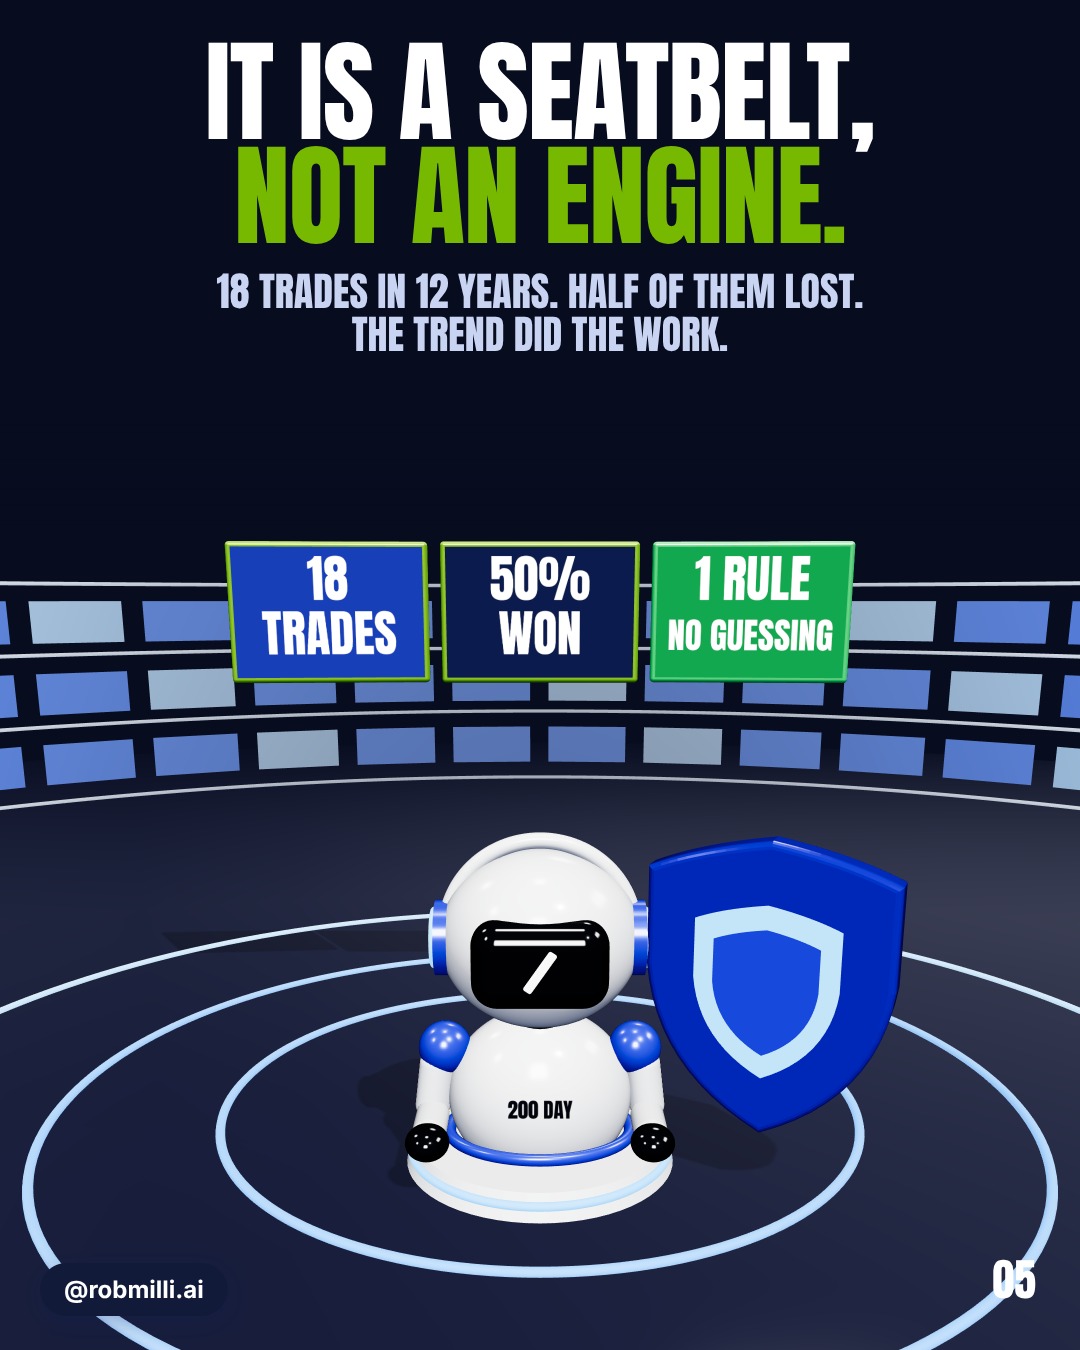 IT IS A SEATBELT,
NOT AN ENGINE.
18 TRADES IN 12 YEARS. HALF OF THEM LOST.
THE TREND DID THE WORK.
18
TRADES
50%
WON
1 RULE
NO GUESSING
200 DAY
@robmilli.ai
05